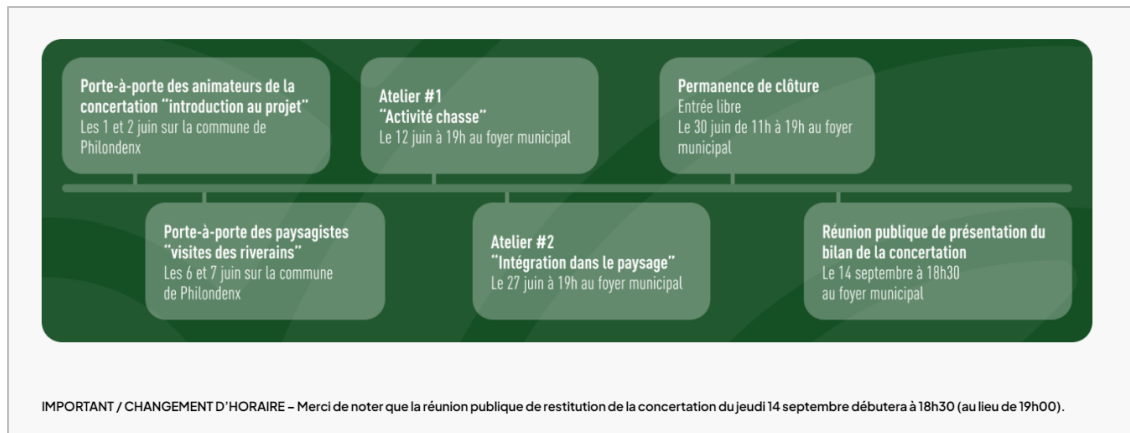 Porte-à-porte des animateurs de la
concertation "introduction au projet"
Les 1 et 2 juin sur la commune de
Philondenx
Atelier #1
"Activité chasse"
Le 12 juin à 19h au foyer municipal
Permanence de clôture
Entrée libre
Le 30 juin de 11h à 19h au foyer
municipal
Porte-à-porte des paysagistes
"visites des riverains"
Les 6 et 7 juin sur la commune
de Philondenx
Atelier #2
"Intégration dans le paysage"
Le 27 juin à 19h au foyer municipal
Réunion publique de présentation du
bilan de la concertation
Le 14 septembre à 18h30
au foyer municipal
IMPORTANT / CHANGEMENT D'HORAIRE – Merci de noter que la réunion publique de restitution de la concertation du jeudi 14 septembre débutera à 18h30 (au lieu de 19h00).